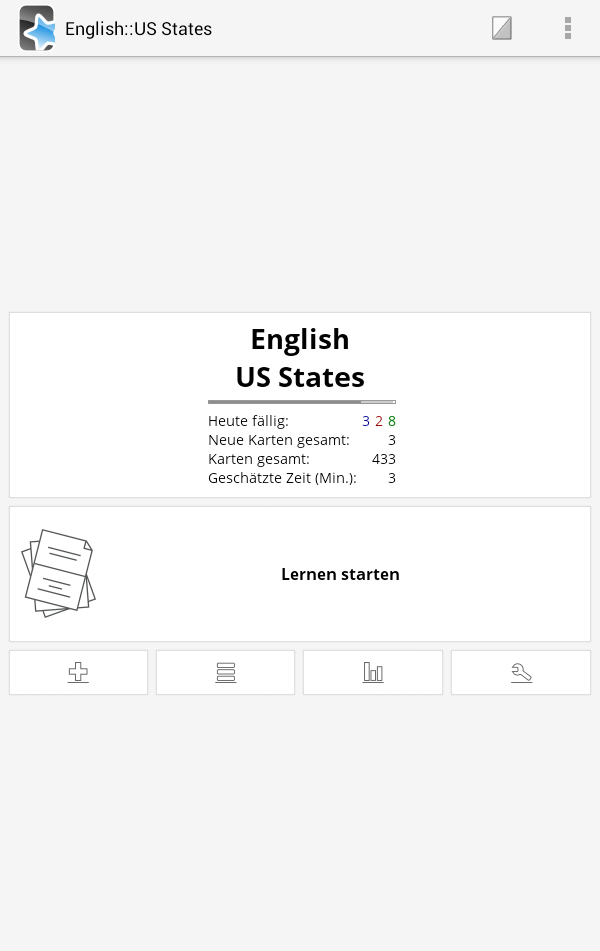 English::US States
English
US States
Heute fällig: 3 2 8
Neue Karten gesamt: 3
Karten gesamt: 433
Geschätzte Zeit (Min.): 3
Lernen starten